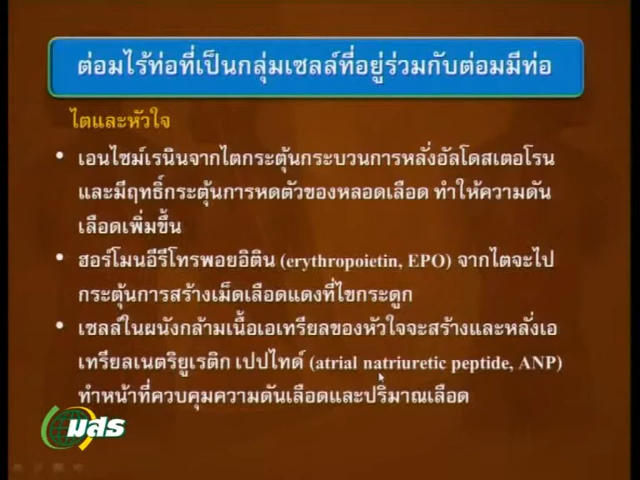 ต่อมไร้ท่อที่เป็นกลุ่มเซลล์ที่อยู่ร่วมกับต่อมมีท่อ
ไตและหัวใจ
• เอนไซม์เรนินจากไตกระตุ้นกระบวนการหลั่งอัลโดสเตอโรน
และมีฤทธิ์กระตุ้นการหดตัวของหลอดเลือด ทำให้ความดัน
เลือดเพิ่มขึ้น
• ฮอร์โมนอีรีโทรพอยอิติน (erythropoietin, EPO) จากไตจะไป
กระตุ้นการสร้างเม็ดเลือดแดงที่ไขกระดูก
• เซลล์ในผนังกล้ามเนื้อเอเทรียลของหัวใจจะสร้างและหลั่งเอ
เทรียลเนตริยูเรติก เปปไทด์ (atrial natriuretic peptide, ANP)
ทำหน้าที่ควบคุมความดันเลือดและปริมาณเลือด
มสธ